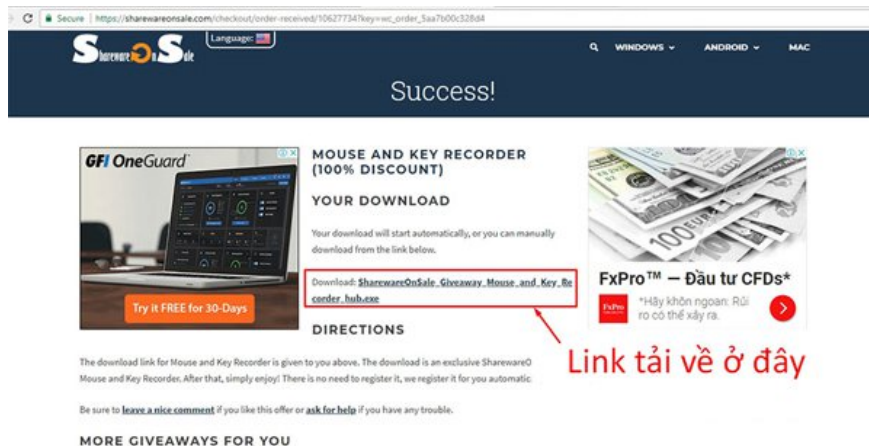 Secure | https://sharewareonsale.com/checkout/order-received/10627734?key=wc_order_5aa7b00c328d4
SharewareOnSale
Language:
WINDOWS
ANDROID
MAC
Success!
GFI OneGuard
Try it FREE for 30-Days
MOUSE AND KEY RECORDER
(100% DISCOUNT)
YOUR DOWNLOAD
Your download will start automatically, or you can manually
download from the link below.
Download: SharewareOnSale_Giveaway_Mouse_and_Key_Re
corder_hub.exe
DIRECTIONS
100 EURO
FxPro™ — Đầu tư CFDs*
FxPro
*Hãy khôn ngoan: Rủi
ro có thể xảy ra.
Link tải về ở đây
The download link for Mouse and Key Recorder is given to you above. The download is an exclusive SharewareO
Mouse and Key Recorder. After that, simply enjoy! There is no need to register it, we register it for you automatic
Be sure to leave a nice comment if you like this offer or ask for help if you have any trouble.
MORE GIVEAWAYS FOR YOU